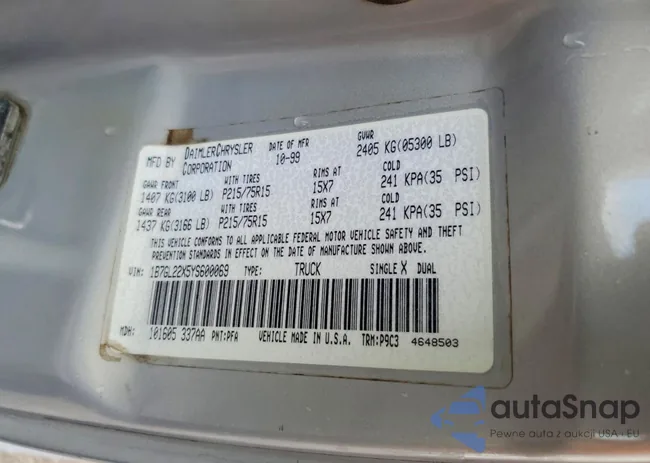 MFD BY DAIMLERCHRYSLER CORPORATION DATE OF MFR 10-99 GVWR 2405 KG(05300 LB)
GAWR FRONT WITH TIRES RIMS AT COLD
1407 KG(3100 LB) P215/75R15 15X7 241 KPA(35 PSI)
GAWR REAR WITH TIRES RIMS AT COLD
1437 KG(3166 LB) P215/75R15 15X7 241 KPA(35 PSI)
THIS VEHICLE CONFORMS TO ALL APPLICABLE FEDERAL MOTOR VEHICLE SAFETY AND THEFT
PREVENTION STANDARDS IN EFFECT ON THE DATE OF MANUFACTURE SHOWN ABOVE.
VIN: 1B7GL22X5YS600069 TYPE: TRUCK SINGLE X DUAL
MDH: 101605 337AA PNT:PFA VEHICLE MADE IN U.S.A. TRM:P9C3 4648503
autaSnap
Pewne auta z aukcji USA i EU